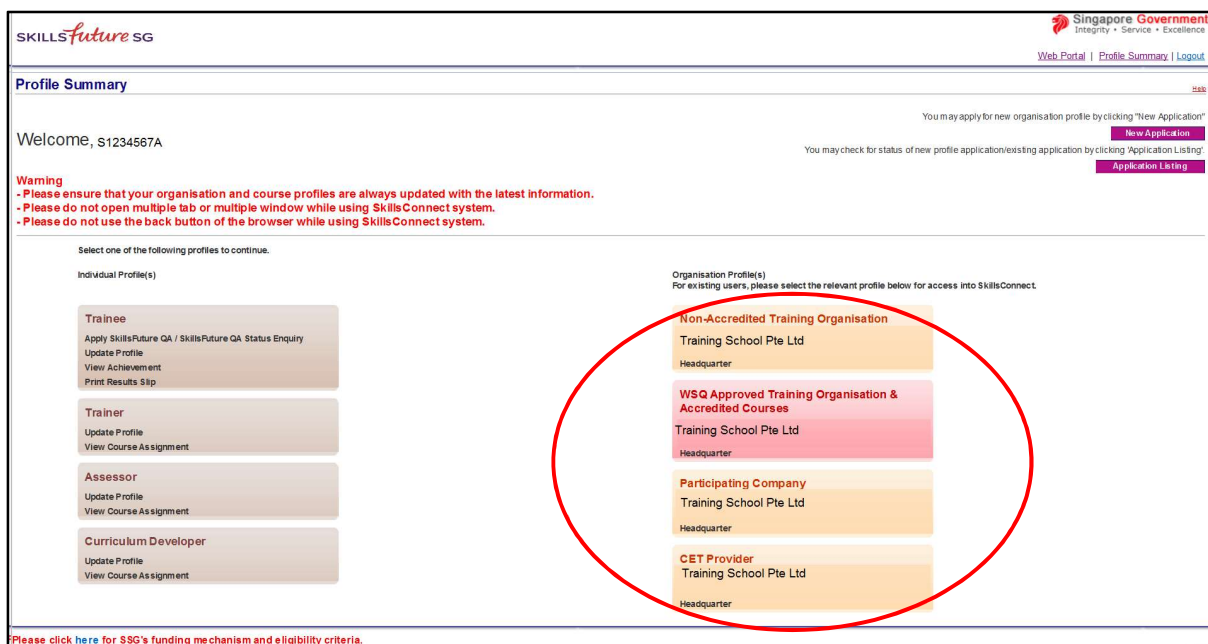 SKILLSfuture SG
Singapore Government
Integrity • Service • Excellence
Web Portal | Profile Summary | Logout
Profile Summary
Help
You may apply for new organisation profile by clicking "New Application"
New Application
Welcome, S1234567A
You may check for status of new profile application/existing application by clicking 'Application Listing'.
Application Listing
Warning
- Please ensure that your organisation and course profiles are always updated with the latest information.
- Please do not open multiple tab or multiple window while using SkillsConnect system.
- Please do not use the back button of the browser while using SkillsConnect system.
Select one of the following profiles to continue.
Individual Profile(s)
Trainee
Apply SkillsFuture QA / SkillsFuture QA Status Enquiry
Update Profile
View Achievement
Print Results Slip
Trainer
Update Profile
View Course Assignment
Assessor
Update Profile
View Course Assignment
Curriculum Developer
Update Profile
View Course Assignment
Organisation Profile(s)
For existing users, please select the relevant profile below for access into SkillsConnect.
Non-Accredited Training Organisation
Training School Pte Ltd
Headquarter
WSQ Approved Training Organisation &
Accredited Courses
Training School Pte Ltd
Headquarter
Participating Company
Training School Pte Ltd
Headquarter
CET Provider
Training School Pte Ltd
Headquarter
Please click here for SSG's funding mechanism and eligibility criteria.